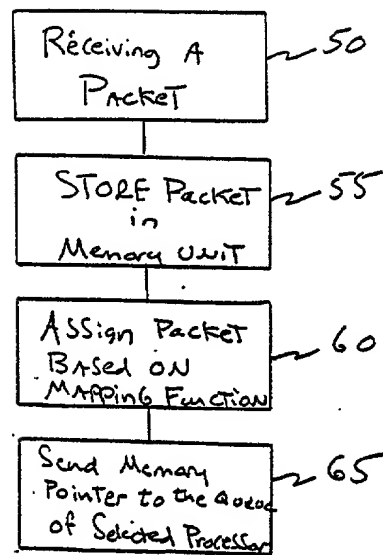 Receiving A
Packet
50
STORE Packet
in
Memory UNIT
55
Assign Packet
Based on
Mapping Function
60
Send Memory
Pointer to the Queue
of Selected Processor
65